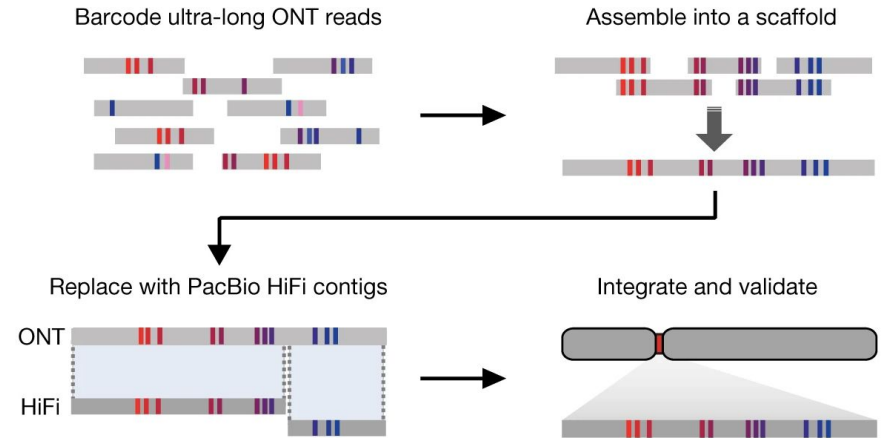 Barcode ultra-long ONT reads
Assemble into a scaffold
Replace with PacBio HiFi contigs
Integrate and validate
ONT
HiFi